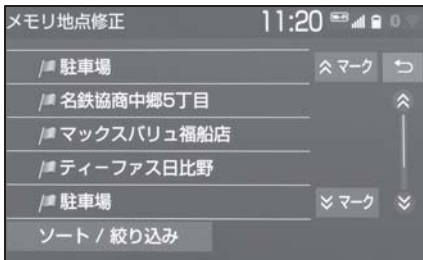 メモリ地点修正 11:20
駐車場 マーク
名鉄協商中郷5丁目
マックスバリュ福船店
ティーファス日比野
駐車場 マーク
ソート / 絞り込み